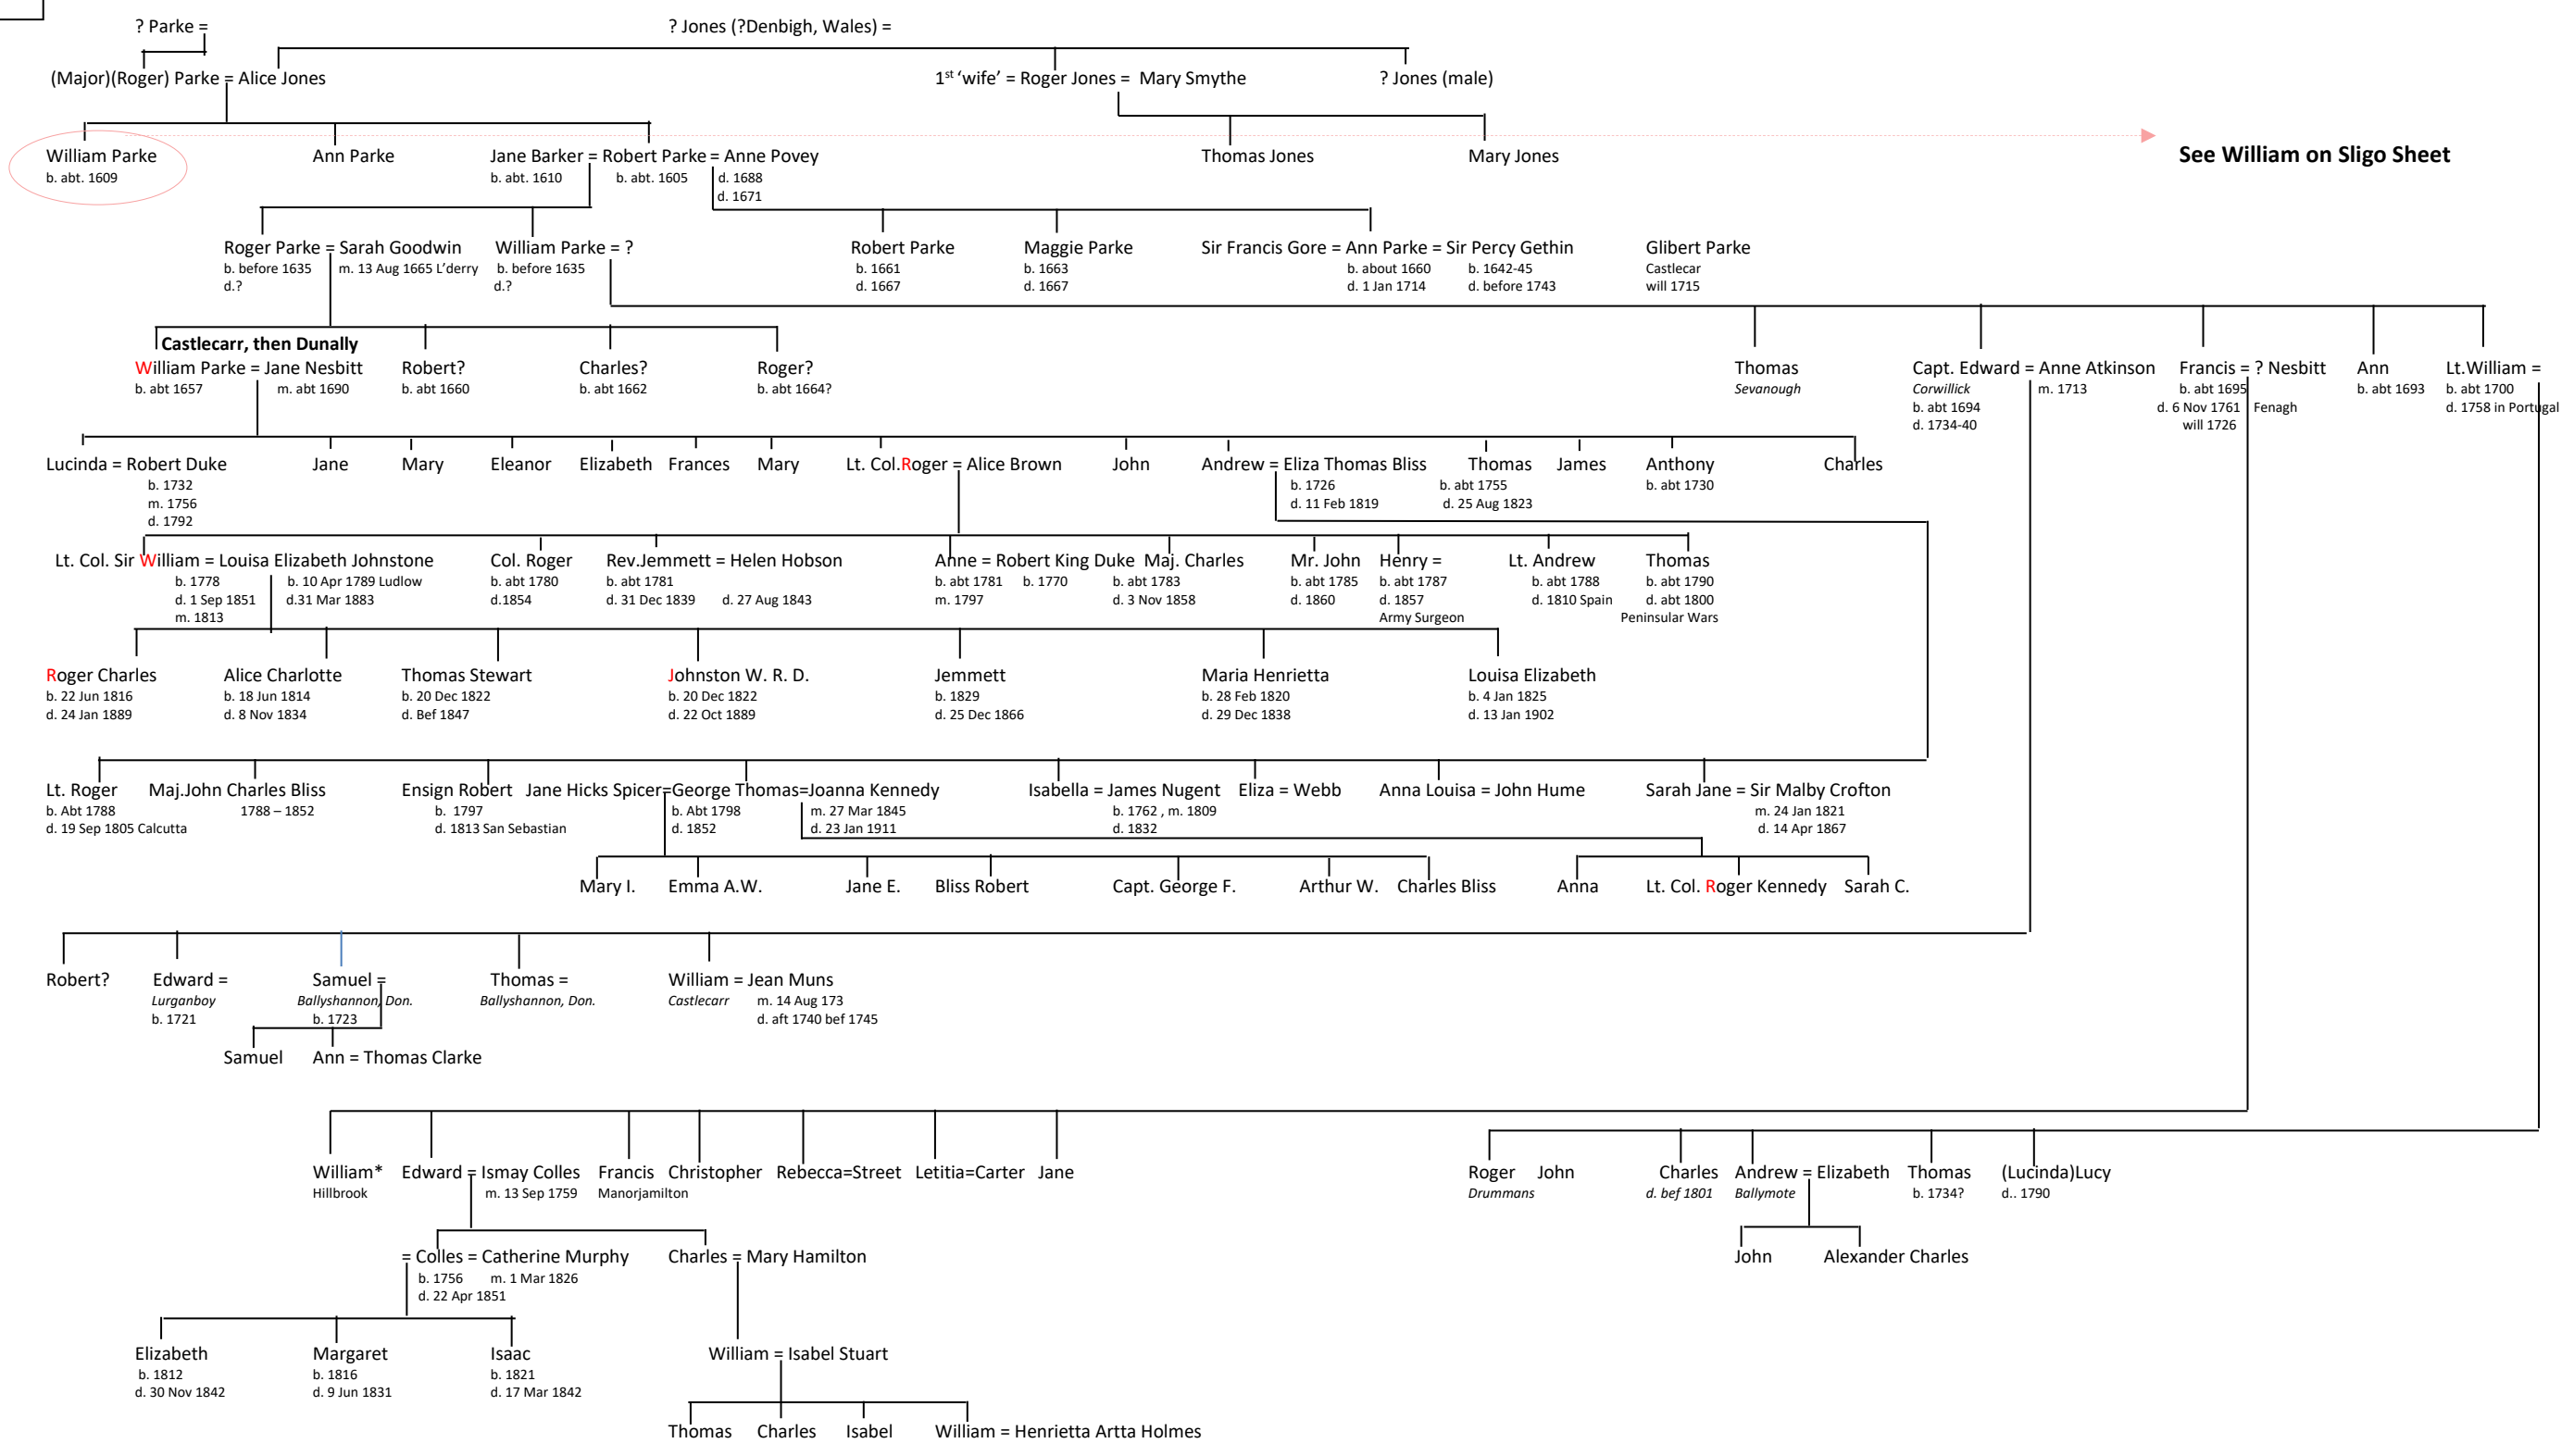 ? Parke =
? Jones (?Denbigh, Wales) =
(Major)(Roger) Parke = Alice Jones
1st ‘wife’ = Roger Jones = Mary Smythe
? Jones (male)
William Parke
b. abt. 1609
Ann Parke
Jane Barker = Robert Parke = Anne Povey
b. abt. 1610 b. abt. 1605 d. 1688
d. 1671
Thomas Jones
Mary Jones
See William on Sligo Sheet
Roger Parke = Sarah Goodwin
b. before 1635 m. 13 Aug 1665 L’derry
d.?
William Parke = ?
b. before 1635
d.?
Robert Parke
b. 1661
d. 1667
Maggie Parke
b. 1663
d. 1667
Sir Francis Gore = Ann Parke = Sir Percy Gethin
b. about 1660 b. 1642-45
d. 1 Jan 1714 d. before 1743
Glibert Parke
Castlecar
will 1715
Castlecarr, then Dunally
William Parke = Jane Nesbitt
b. abt 1657 m. abt 1690
Robert?
b. abt 1660
Charles?
b. abt 1662
Roger?
b. abt 1664?
Thomas
Sevanough
Capt. Edward = Anne Atkinson
Corwillick m. 1713
b. abt 1694
d. 1734-40
Francis = ? Nesbitt
b. abt 1695
d. 6 Nov 1761 Fenagh
will 1726
Ann
b. abt 1693
Lt.William =
b. abt 1700
d. 1758 in Portugal
Lucinda = Robert Duke
b. 1732
m. 1756
d. 1792
Jane
Mary
Eleanor
Elizabeth
Frances
Mary
Lt. Col.Roger = Alice Brown
John
Andrew = Eliza Thomas Bliss
b. 1726
d. 11 Feb 1819
Thomas
b. abt 1755
d. 25 Aug 1823
James
Anthony
b. abt 1730
Charles
Lt. Col. Sir William = Louisa Elizabeth Johnstone
b. 1778 b. 10 Apr 1789 Ludlow
d. 1 Sep 1851 d.31 Mar 1883
m. 1813
Col. Roger
b. abt 1780
d.1854
Rev.Jemmett = Helen Hobson
b. abt 1781
d. 31 Dec 1839 d. 27 Aug 1843
Anne = Robert King Duke
b. abt 1781 b. 1770
m. 1797
Maj. Charles
b. abt 1783
d. 3 Nov 1858
Mr. John
b. abt 1785
d. 1860
Henry =
b. abt 1787
d. 1857
Army Surgeon
Lt. Andrew
b. abt 1788
d. 1810 Spain
Thomas
b. abt 1790
d. abt 1800
Peninsular Wars
Roger Charles
b. 22 Jun 1816
d. 24 Jan 1889
Alice Charlotte
b. 18 Jun 1814
d. 8 Nov 1834
Thomas Stewart
b. 20 Dec 1822
d. Bef 1847
Johnston W. R. D.
b. 20 Dec 1822
d. 22 Oct 1889
Jemmett
b. 1829
d. 25 Dec 1866
Maria Henrietta
b. 28 Feb 1820
d. 29 Dec 1838
Louisa Elizabeth
b. 4 Jan 1825
d. 13 Jan 1902
Lt. Roger
b. Abt 1788
d. 19 Sep 1805 Calcutta
Maj.John Charles Bliss
1788 – 1852
Ensign Robert
b. 1797
d. 1813 San Sebastian
Jane Hicks Spicer=George Thomas=Joanna Kennedy
b. Abt 1798 m. 27 Mar 1845
d. 1852 d. 23 Jan 1911
Isabella = James Nugent
b. 1762 , m. 1809
d. 1832
Eliza = Webb
Anna Louisa = John Hume
Sarah Jane = Sir Malby Crofton
m. 24 Jan 1821
d. 14 Apr 1867
Mary I.
Emma A.W.
Jane E.
Bliss Robert
Capt. George F.
Arthur W.
Charles Bliss
Anna
Lt. Col. Roger Kennedy
Sarah C.
Robert?
Edward =
Lurganboy
b. 1721
Samuel =
Ballyshannon, Don.
b. 1723
Thomas =
Ballyshannon, Don.
William = Jean Muns
Castlecarr m. 14 Aug 173
d. aft 1740 bef 1745
Samuel
Ann = Thomas Clarke
William*
Hillbrook
Edward = Ismay Colles
m. 13 Sep 1759
Francis
Manorjamilton
Christopher
Rebecca=Street
Letitia=Carter
Jane
Roger
Drummans
John
Charles
d. bef 1801
Andrew = Elizabeth
Ballymote
Thomas
b. 1734?
(Lucinda)Lucy
d.. 1790
= Colles = Catherine Murphy
b. 1756 m. 1 Mar 1826
d. 22 Apr 1851
Charles = Mary Hamilton
John
Alexander Charles
Elizabeth
b. 1812
d. 30 Nov 1842
Margaret
b. 1816
d. 9 Jun 1831
Isaac
b. 1821
d. 17 Mar 1842
William = Isabel Stuart
Thomas
Charles
Isabel
William = Henrietta Artta Holmes